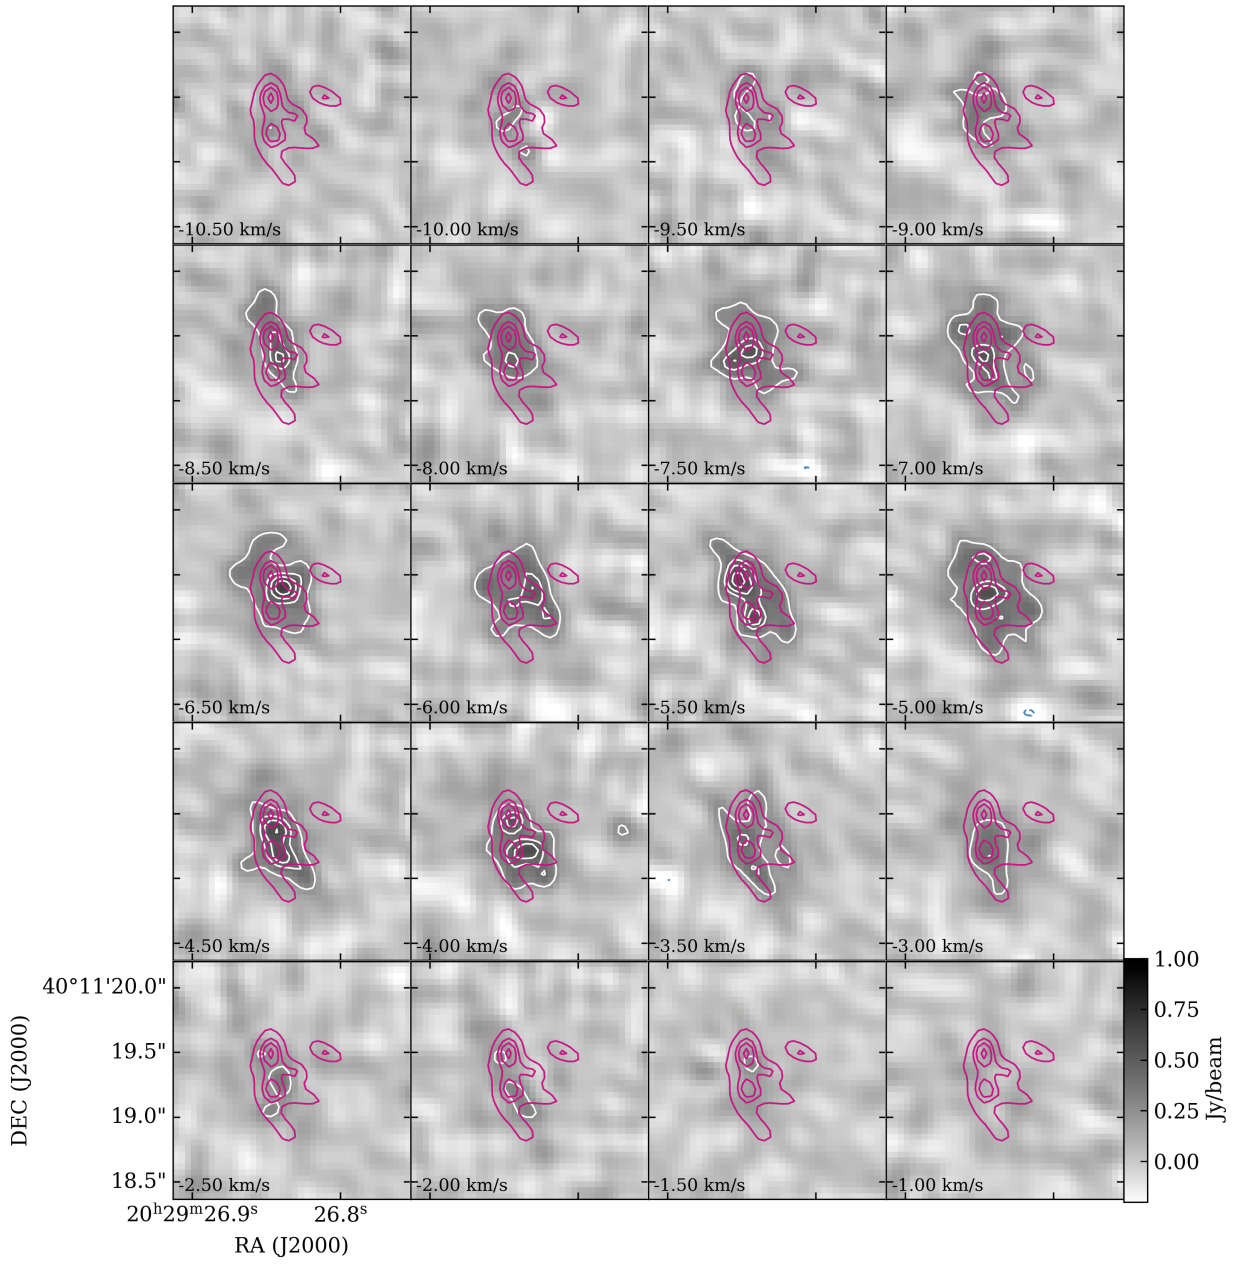 -10.50 km/s
-10.00 km/s
-9.50 km/s
-9.00 km/s
-8.50 km/s
-8.00 km/s
-7.50 km/s
-7.00 km/s
-6.50 km/s
-6.00 km/s
-5.50 km/s
-5.00 km/s
-4.50 km/s
-4.00 km/s
-3.50 km/s
-3.00 km/s
-2.50 km/s
-2.00 km/s
-1.50 km/s
-1.00 km/s
40°11'20.0"
19.5"
19.0"
18.5"
DEC (J2000)
20ʰ29ᵐ26.9ˢ
26.8ˢ
RA (J2000)
1.00
0.75
0.50
0.25
0.00
Jy/beam